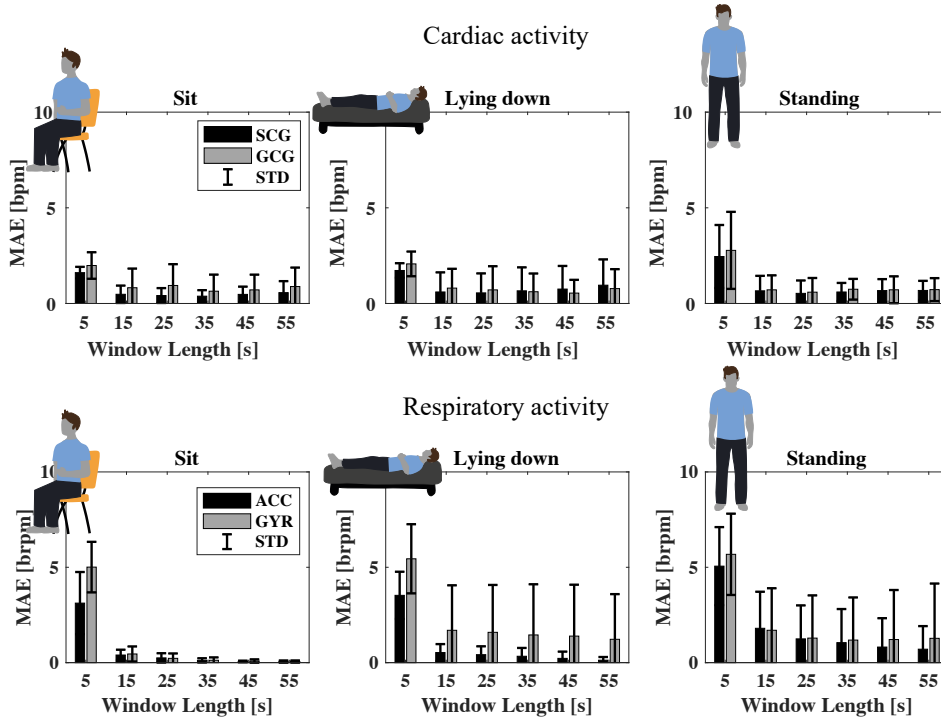 Cardiac activity
Sit
Lying down
Standing
10
5
0
MAE [bpm]
SCG
GCG
STD
5 15 25 35 45 55
Window Length [s]
10
5
0
MAE [bpm]
5 15 25 35 45 55
Window Length [s]
10
5
0
MAE [bpm]
5 15 25 35 45 55
Window Length [s]
Respiratory activity
Sit
Lying down
Standing
10
5
0
MAE [brpm]
ACC
GYR
STD
5 15 25 35 45 55
Window Length [s]
10
5
0
MAE [brpm]
5 15 25 35 45 55
Window Length [s]
10
5
0
MAE [brpm]
5 15 25 35 45 55
Window Length [s]